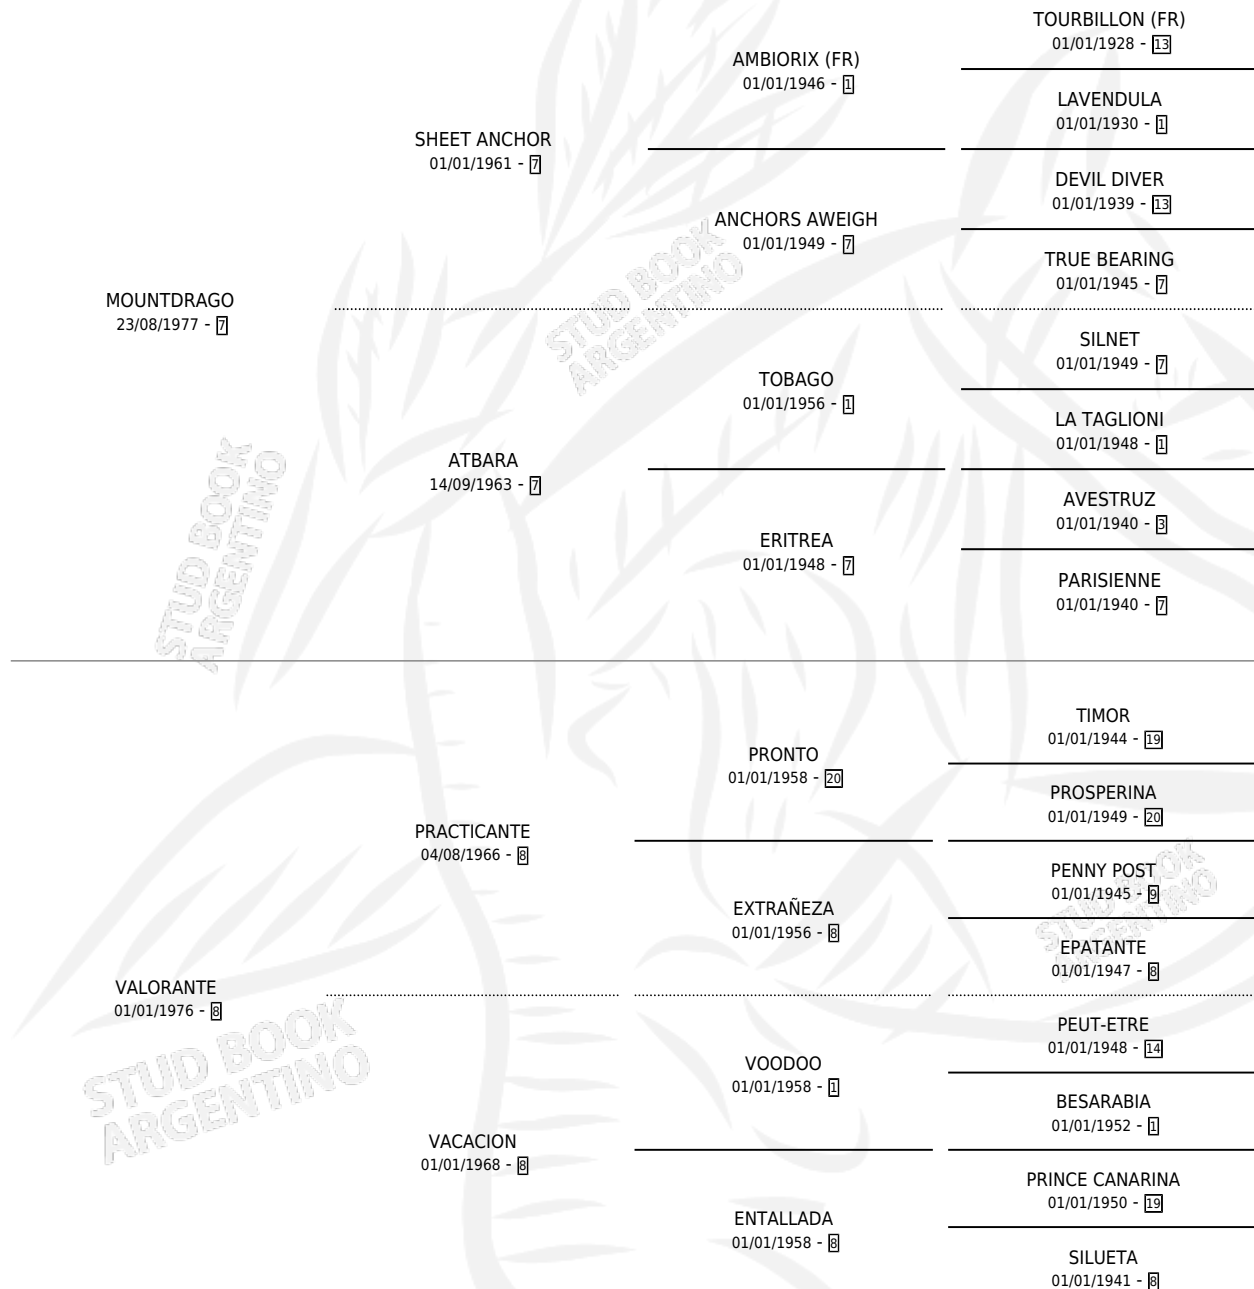 TOURBILLON (FR)
01/01/1928 - 13
AMBIORIX (FR)
01/01/1946 - 1
LAVENDULA
01/01/1930 - 1
SHEET ANCHOR
01/01/1961 - 7
DEVIL DIVER
01/01/1939 - 13
ANCHORS AWEIGH
01/01/1949 - 7
TRUE BEARING
01/01/1945 - 7
MOUNTDRAGO
23/08/1977 - 7
SILNET
01/01/1949 - 7
TOBAGO
01/01/1956 - 1
LA TAGLIONI
01/01/1948 - 1
ATBARA
14/09/1963 - 7
AVESTRUZ
01/01/1940 - 3
ERITREA
01/01/1948 - 7
PARISIENNE
01/01/1940 - 7
TIMOR
01/01/1944 - 19
PRONTO
01/01/1958 - 20
PROSPERINA
01/01/1949 - 20
PRACTICANTE
04/08/1966 - 8
PENNY POST
01/01/1945 - 9
EXTRAÑEZA
01/01/1956 - 8
EPATANTE
01/01/1947 - 8
VALORANTE
01/01/1976 - 8
PEUT-ETRE
01/01/1948 - 14
VOODOO
01/01/1958 - 1
BESARABIA
01/01/1952 - 1
VACACION
01/01/1968 - 8
PRINCE CANARINA
01/01/1950 - 19
ENTALLADA
01/01/1958 - 8
SILUETA
01/01/1941 - 8
STUD BOOK
ARGENTINO
STUD BOOK
ARGENTINO
STUD BOOK
ARGENTINO
STUD BOOK
ARGENTINO